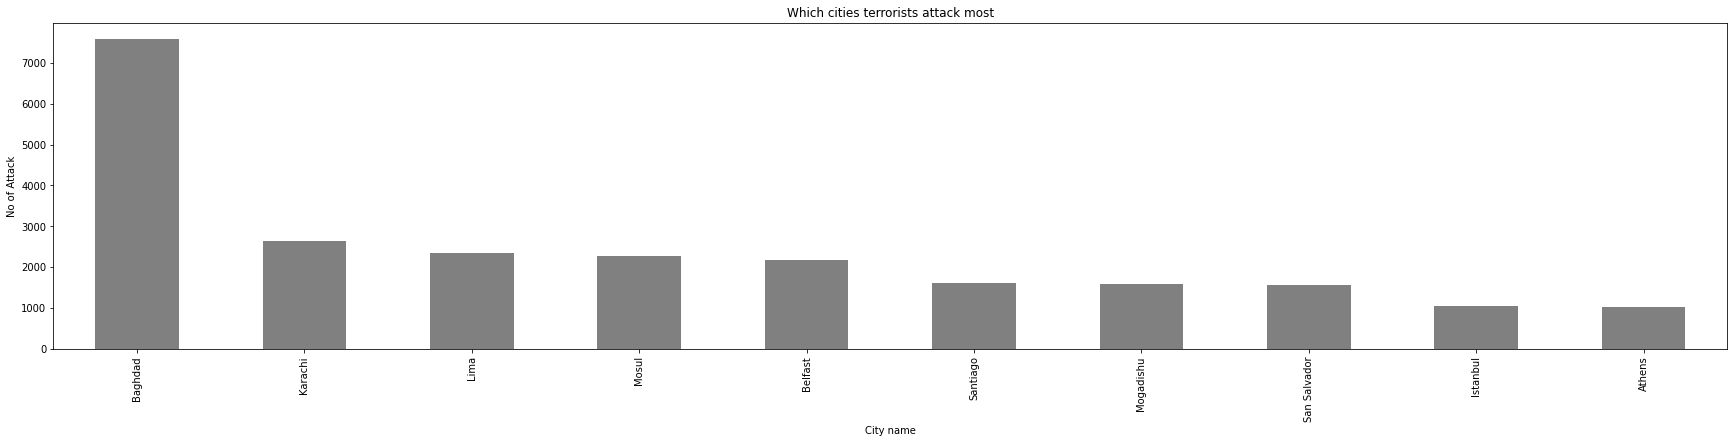 Which cities terrorists attack most
No of Attack
7000
6000
5000
4000
3000
2000
1000
0
Baghdad
Karachi
Lima
Mosul
Belfast
Santiago
Mogadishu
San Salvador
Istanbul
Athens
City name